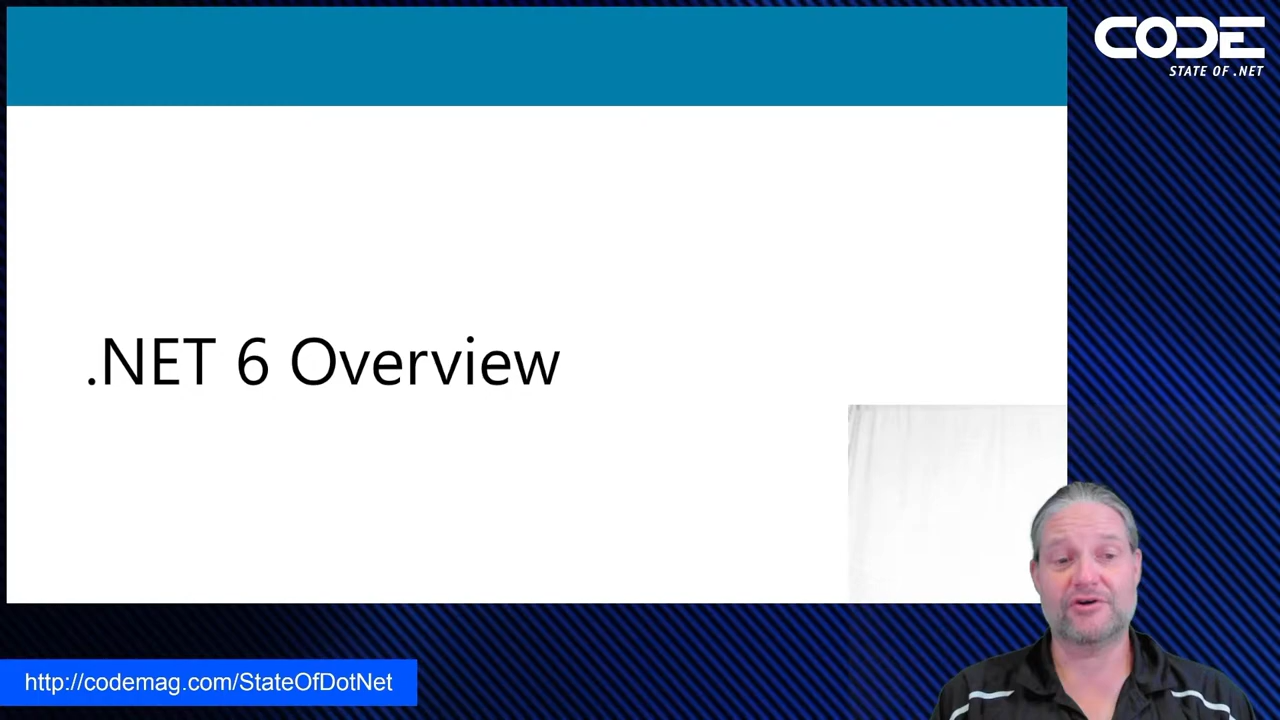 CODE
STATE OF .NET
.NET 6 Overview
http://codemag.com/StateOfDotNet